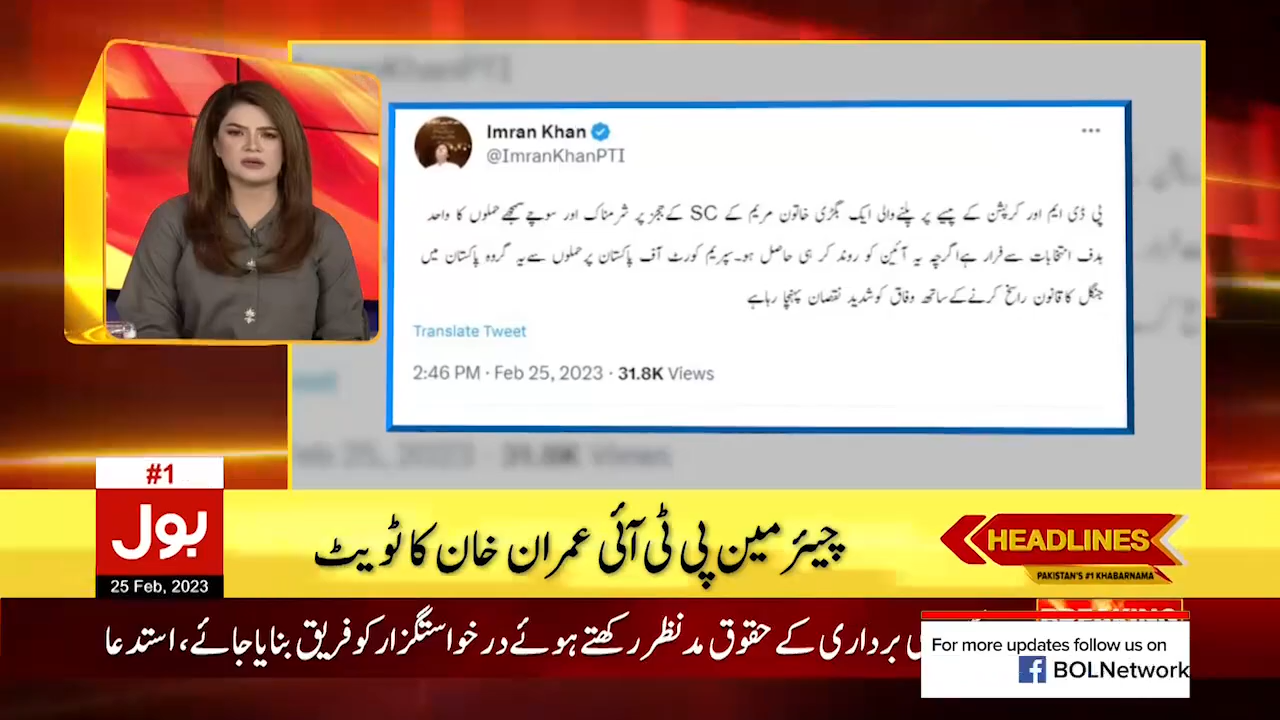 Imran Khan
@ImrankhanPTI
پی ڈی ایم اور کرپشن کے پیسے پر پلنے والی ایک بگڑی خاتون مریم کے SC کے ججز پر شرمناک اور سوچے سمجھے حملوں کا واحد
ہدف انتخابات سے فرار ہے اگرچہ یہ آئین کو روند کر ہی حاصل ہو۔ سپریم کورٹ آف پاکستان پر حملوں سے یہ گروہ پاکستان میں
جنگل کا قانون راسخ کرنے کے ساتھ وفاق کو شدید نقصان پہنچا رہا ہے
Translate Tweet
2:46 PM · Feb 25, 2023 · 31.8K Views
#1
بول
25 Feb, 2023
چیئر مین پی ٹی آئی عمران خان کا ٹویٹ
HEADLINES
PAKISTAN'S #1 KHABARNAMA
برداری کے حقوق مدنظر رکھتے ہوئے درخواستگزار کو فریق بنایا جائے، استدعا
For more updates follow us on
BOLNetwork